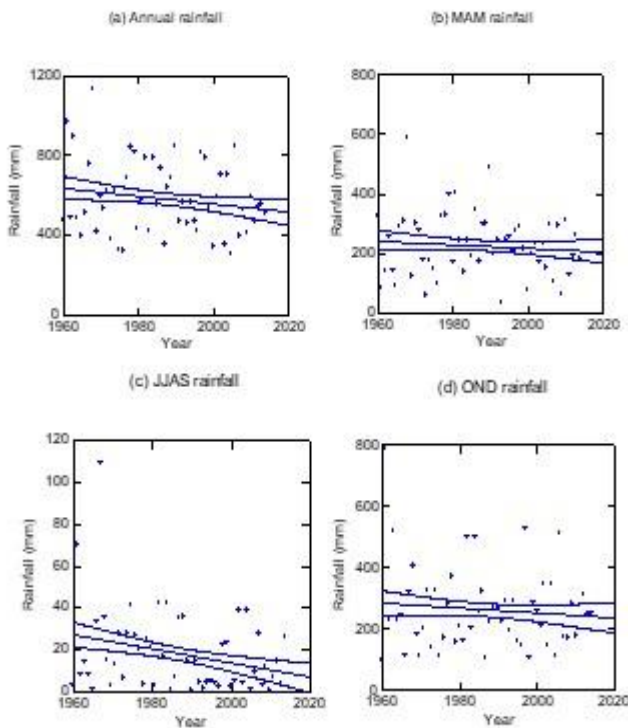 (a) Annual rainfall
1200
800
400
0
Rainfall (mm)
1960 1980 2000 2020
Year
(b) MAM rainfall
800
600
400
200
0
Rainfall (mm)
1960 1980 2000 2020
Year
(c) JJAS rainfall
120
100
80
60
40
20
0
Rainfall (mm)
1960 1980 2000 2020
Year
(d) OND rainfall
800
600
400
200
0
Rainfall (mm)
1960 1980 2000 2020
Year